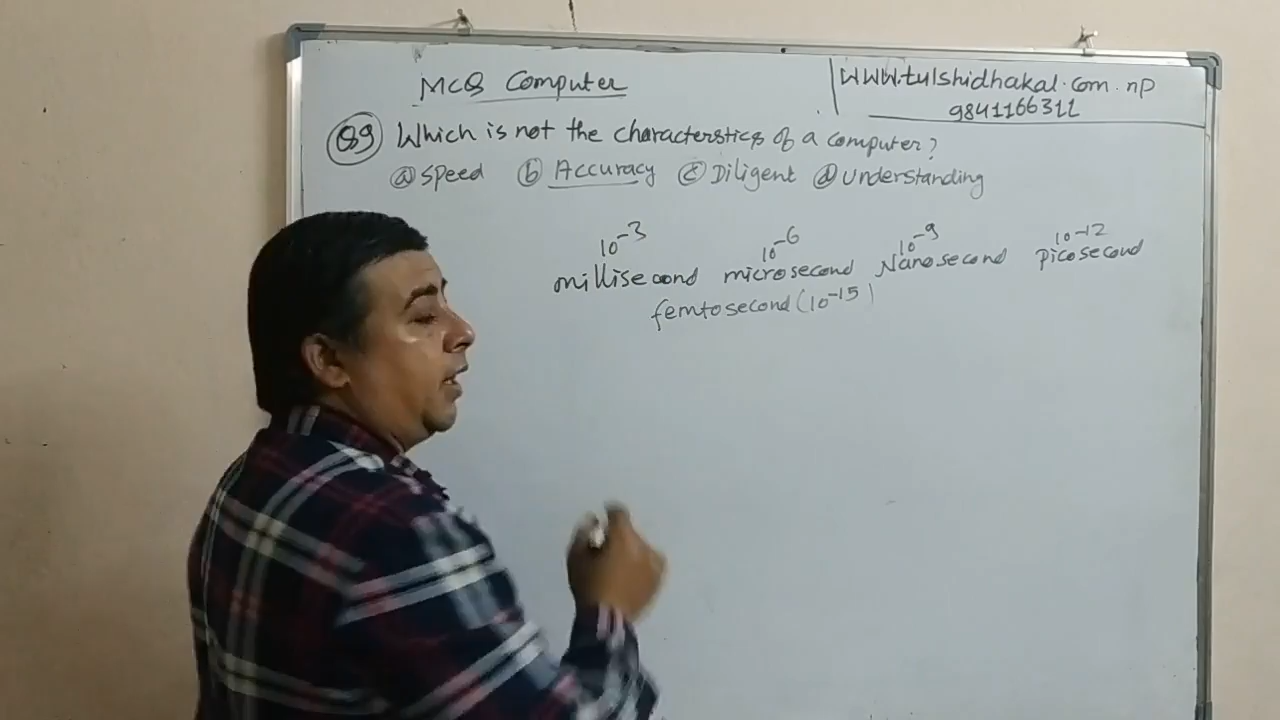 MCQ Computer
www.tulshidhakal.com.np
9841166311
Q9 Which is not the characterstics of a computer?
ⓐ Speed ⓑ Accuracy ⓒ Diligent ⓓ Understanding
10⁻³ 10⁻⁶ 10⁻⁹ 10⁻¹²
millisecond microsecond Nanosecond Picosecond
femtosecond (10⁻¹⁵)